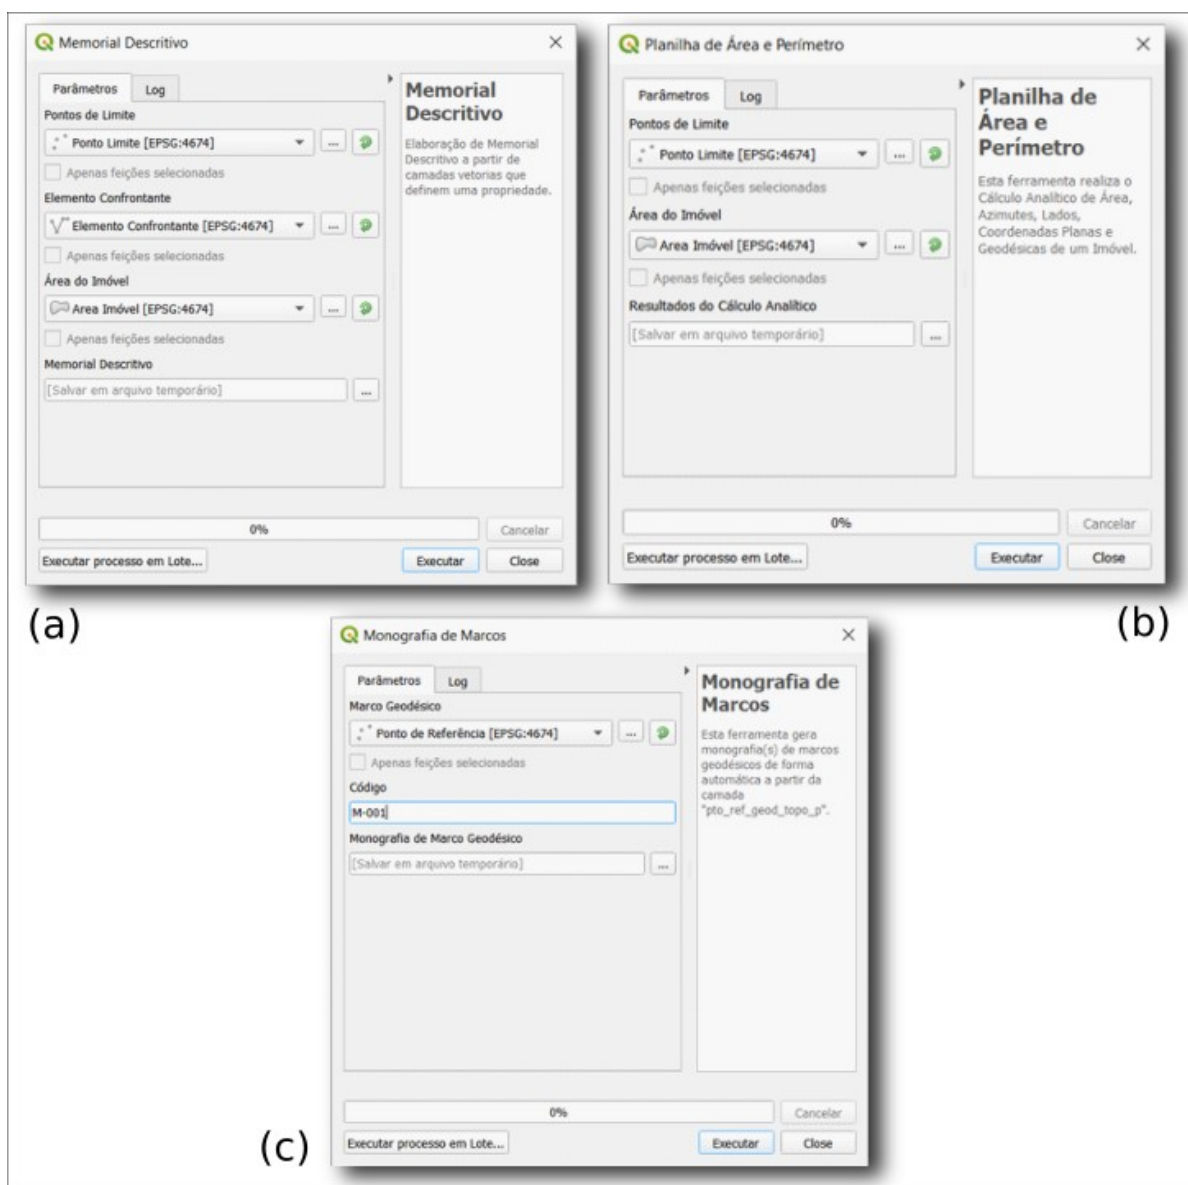 Memorial Descritivo
Parâmetros
Log
Pontos de Limite
Ponto Limite [EPSG:4674]
...
Apenas feições selecionadas
Elemento Confrontante
Elemento Confrontante [EPSG:4674]
...
Apenas feições selecionadas
Área do Imóvel
Area Imóvel [EPSG:4674]
...
Apenas feições selecionadas
Memorial Descritivo
[Salvar em arquivo temporário]
...
Memorial
Descritivo
Elaboração de Memorial
Descritivo a partir de
camadas vetoriais que
definem uma propriedade.
0%
Cancelar
Executar processo em Lote...
Executar
Close
(a)
Planilha de Área e Perímetro
Parâmetros
Log
Pontos de Limite
Ponto Limite [EPSG:4674]
...
Apenas feições selecionadas
Área do Imóvel
Area Imóvel [EPSG:4674]
...
Apenas feições selecionadas
Resultados do Cálculo Analítico
[Salvar em arquivo temporário]
...
Planilha de
Área e
Perímetro
Esta ferramenta realiza o
Cálculo Analítico de Área,
Azimutes, Lados,
Coordenadas Planas e
Geodésicas de um Imóvel.
0%
Cancelar
Executar processo em Lote...
Executar
Close
(b)
Monografia de Marcos
Parâmetros
Log
Marco Geodésico
Ponto de Referência [EPSG:4674]
...
Apenas feições selecionadas
Código
M-001
Monografia de Marco Geodésico
[Salvar em arquivo temporário]
...
Monografia de
Marcos
Esta ferramenta gera
monografia(s) de marcos
geodésicos de forma
automática a partir da
camada
"pto_ref_geod_topo_p".
0%
Cancelar
Executar processo em Lote...
Executar
Close
(c)